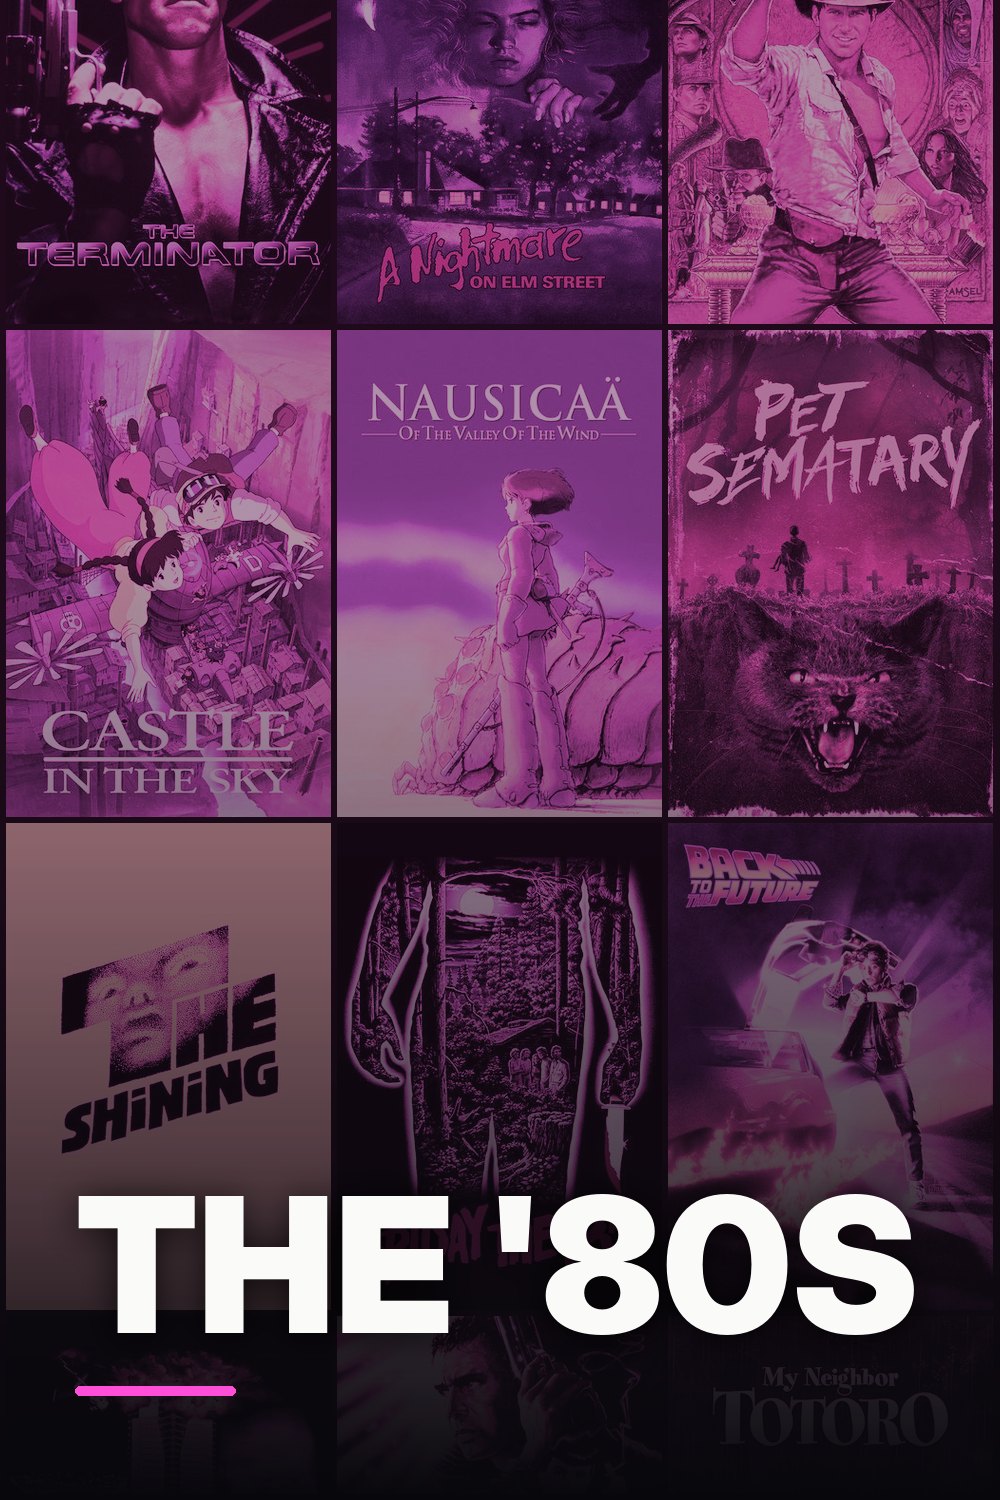 THE
TERMINATOR
A Nightmare
ON ELM STREET
AMSEL
CASTLE
IN THE SKY
NAUSICAÄ
OF THE VALLEY OF THE WIND
PET
SEMATARY
D
THE
SHiNiNG
BACK
TO THE FUTURE
THE '80S
My Neighbor
TOTORO